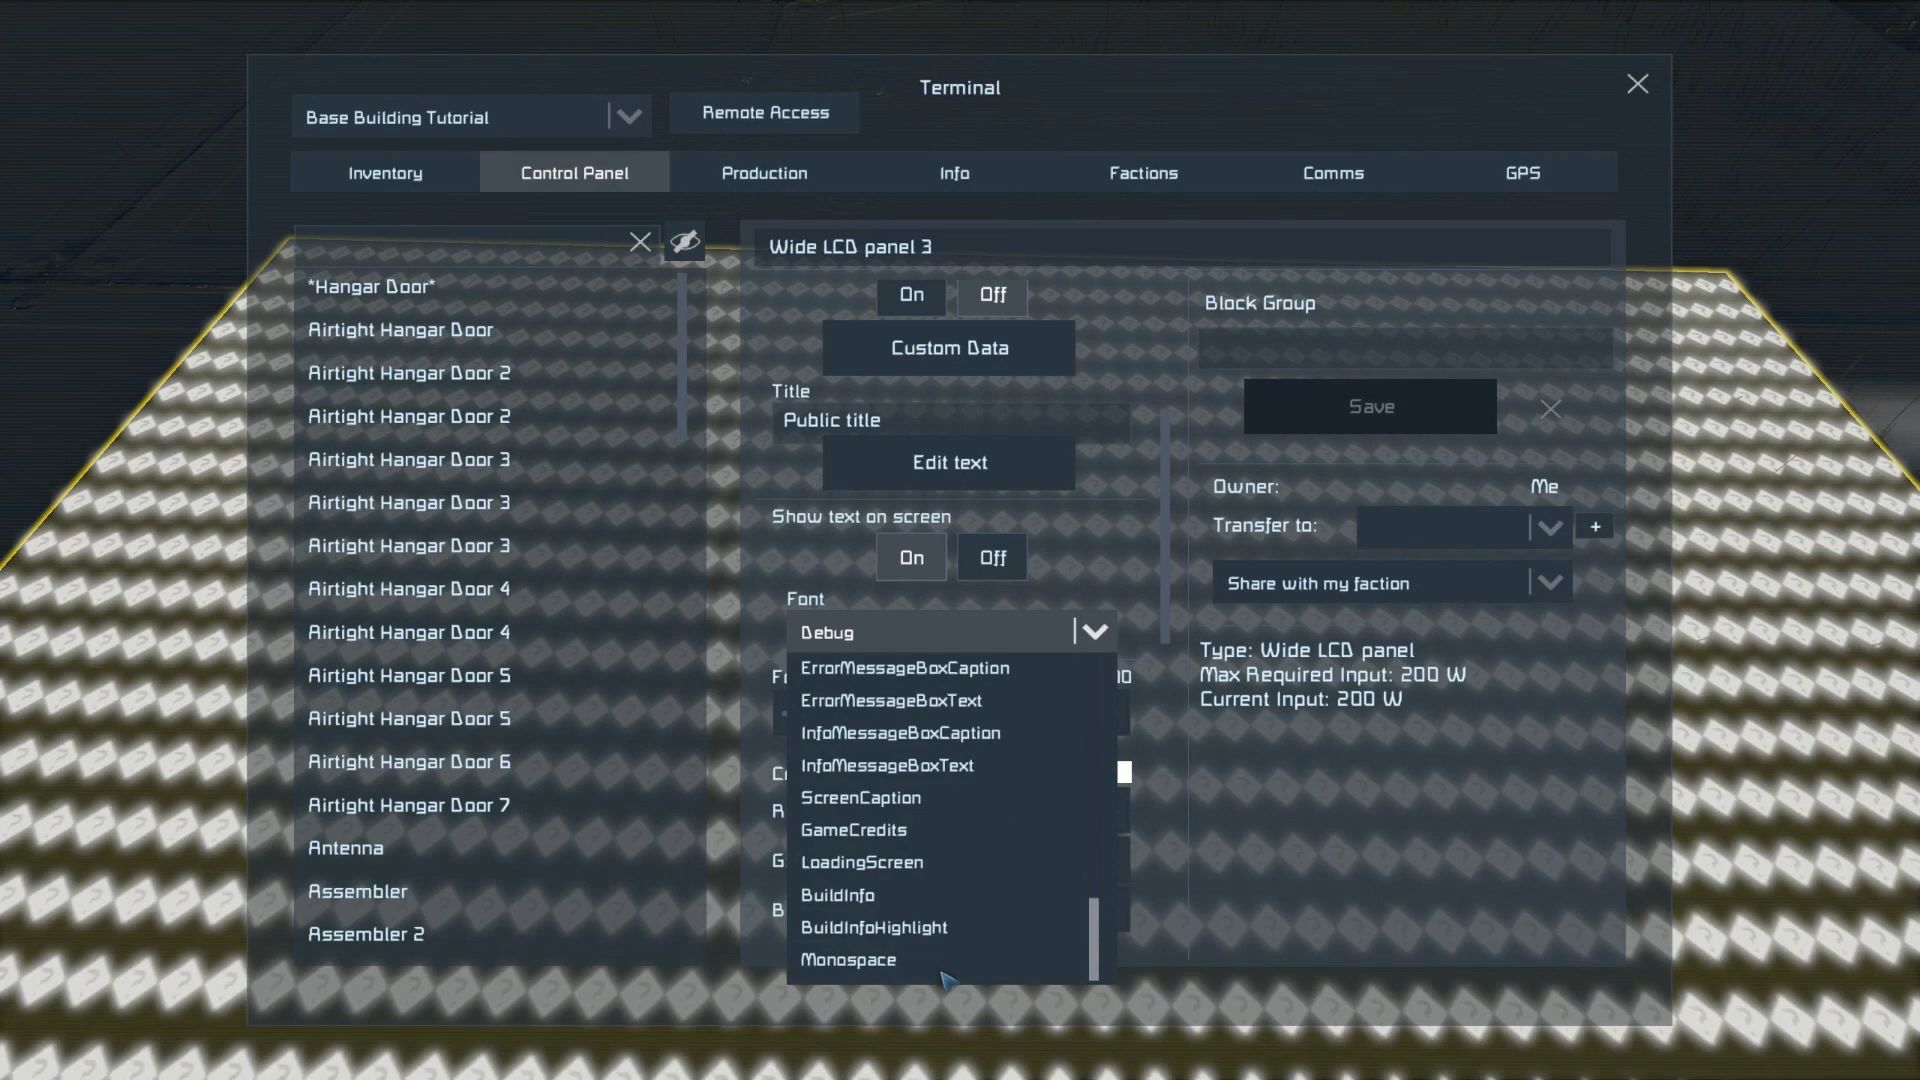 Terminal
Base Building Tutorial
Remote Access
Inventory
Control Panel
Production
Info
Factions
Comms
GPS
*Hangar Door*
Airtight Hangar Door
Airtight Hangar Door 2
Airtight Hangar Door 2
Airtight Hangar Door 3
Airtight Hangar Door 3
Airtight Hangar Door 3
Airtight Hangar Door 4
Airtight Hangar Door 4
Airtight Hangar Door 5
Airtight Hangar Door 5
Airtight Hangar Door 6
Airtight Hangar Door 7
Antenna
Assembler
Assembler 2
Wide LCD panel 3
On
Off
Custom Data
Title
Public title
Edit text
Show text on screen
On
Off
Font
Debug
ErrorMessageBoxCaption
ErrorMessageBoxText
InfoMessageBoxCaption
InfoMessageBoxText
ScreenCaption
GameCredits
LoadingScreen
BuildInfo
BuildInfoHighlight
Monospace
Block Group
Save
Owner:
Me
Transfer to:
+
Share with my faction
Type: Wide LCD panel
Max Required Input: 200 W
Current Input: 200 W